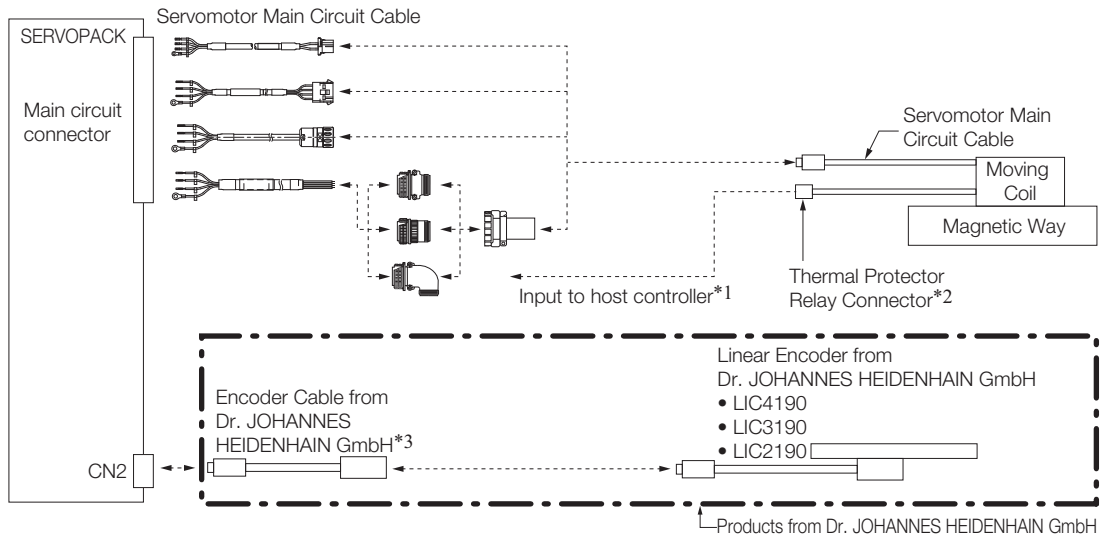 Servomotor Main Circuit Cable
SERVOPACK
Main circuit
connector
Servomotor Main
Circuit Cable
Moving
Coil
Magnetic Way
Thermal Protector
Relay Connector*2
Input to host controller*1
Linear Encoder from
Dr. JOHANNES HEIDENHAIN GmbH
• LIC4190
• LIC3190
• LIC2190
Encoder Cable from
Dr. JOHANNES
HEIDENHAIN GmbH*3
CN2
Products from Dr. JOHANNES HEIDENHAIN GmbH